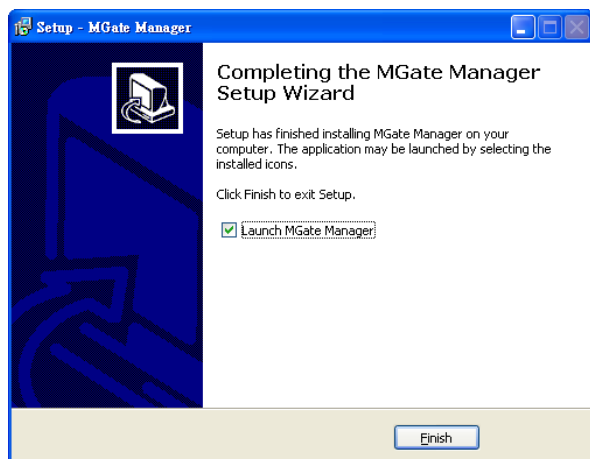 Setup - MGate Manager
Completing the MGate Manager
Setup Wizard
Setup has finished installing MGate Manager on your
computer. The application may be launched by selecting the
installed icons.
Click Finish to exit Setup.
Launch MGate Manager
Finish